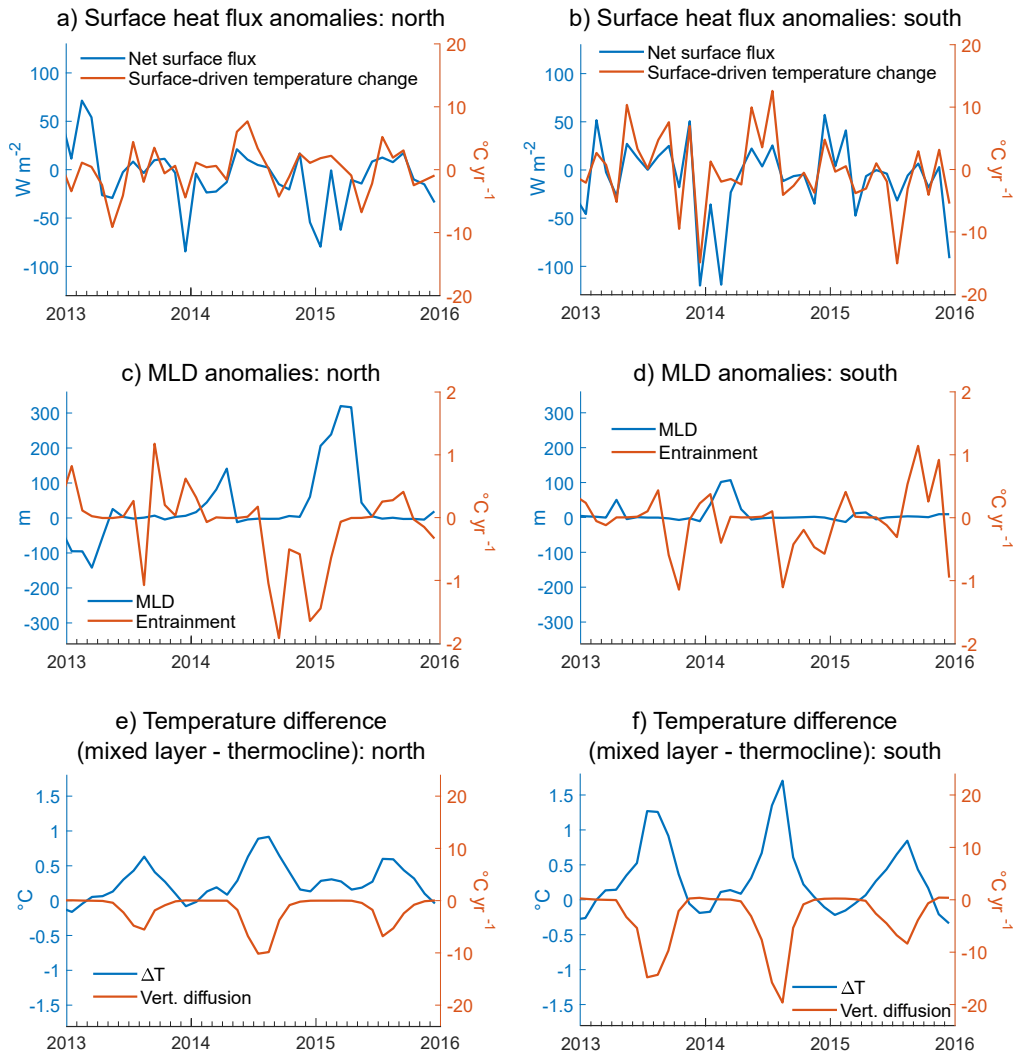 a) Surface heat flux anomalies: north
Net surface flux
Surface-driven temperature change
100
50
0
-50
-100
W m-2
20
10
0
-10
-20
°C yr-1
2013
2014
2015
2016
b) Surface heat flux anomalies: south
Net surface flux
Surface-driven temperature change
100
50
0
-50
-100
W m-2
20
10
0
-10
-20
°C yr-1
2013
2014
2015
2016
c) MLD anomalies: north
300
200
100
0
-100
-200
-300
m
MLD
Entrainment
2
1
0
-1
-2
°C yr-1
2013
2014
2015
2016
d) MLD anomalies: south
MLD
Entrainment
300
200
100
0
-100
-200
-300
m
2
1
0
-1
-2
°C yr-1
2013
2014
2015
2016
e) Temperature difference
(mixed layer - thermocline): north
1.5
1
0.5
0
-0.5
-1
-1.5
°C
ΔT
Vert. diffusion
20
10
0
-10
-20
°C yr-1
2013
2014
2015
2016
f) Temperature difference
(mixed layer - thermocline): south
1.5
1
0.5
0
-0.5
-1
-1.5
°C
ΔT
Vert. diffusion
20
10
0
-10
-20
°C yr-1
2013
2014
2015
2016